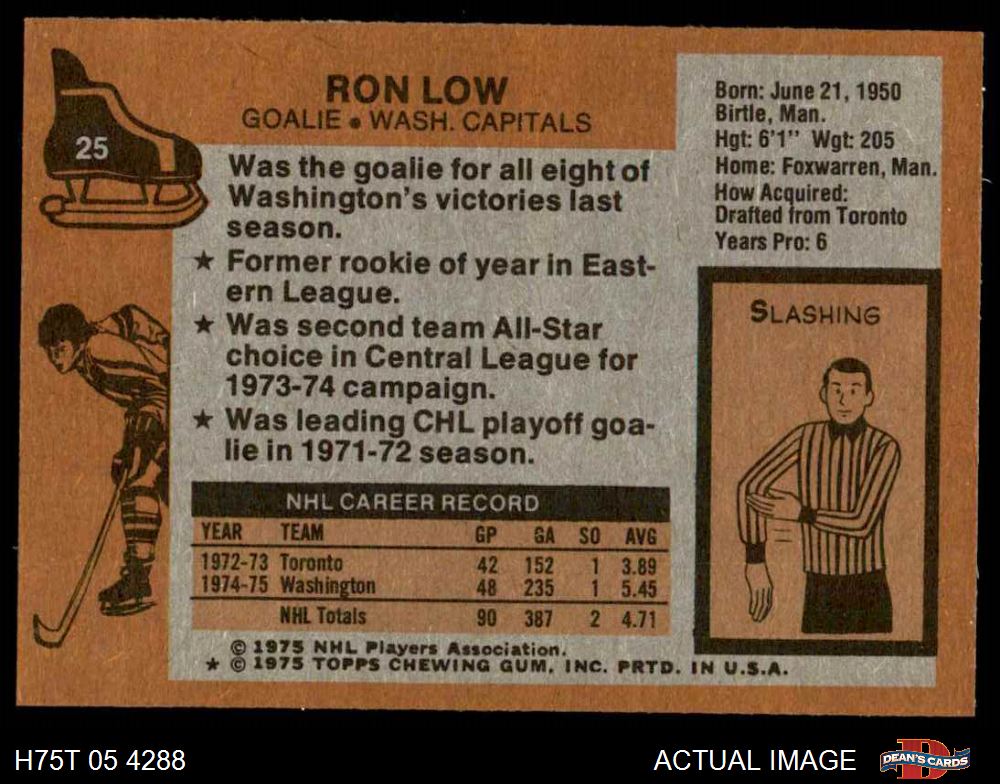 25
RON LOW
GOALIE • WASH. CAPITALS
Was the goalie for all eight of
Washington's victories last
season.
★ Former rookie of year in East-
ern League.
★ Was second team All-Star
choice in Central League for
1973-74 campaign.
★ Was leading CHL playoff goa-
lie in 1971-72 season.
NHL CAREER RECORD
YEAR TEAM GP GA SO AVG
1972-73 Toronto 42 152 1 3.89
1974-75 Washington 48 235 1 5.45
NHL Totals 90 387 2 4.71
© 1975 NHL Players Association.
★ © 1975 TOPPS CHEWING GUM, INC. PRTD. IN U.S.A.
Born: June 21, 1950
Birtle, Man.
Hgt: 6'1" Wgt: 205
Home: Foxwarren, Man.
How Acquired:
Drafted from Toronto
Years Pro: 6
SLASHING
H75T 05 4288
ACTUAL IMAGE
D
DEAN'S CARDS